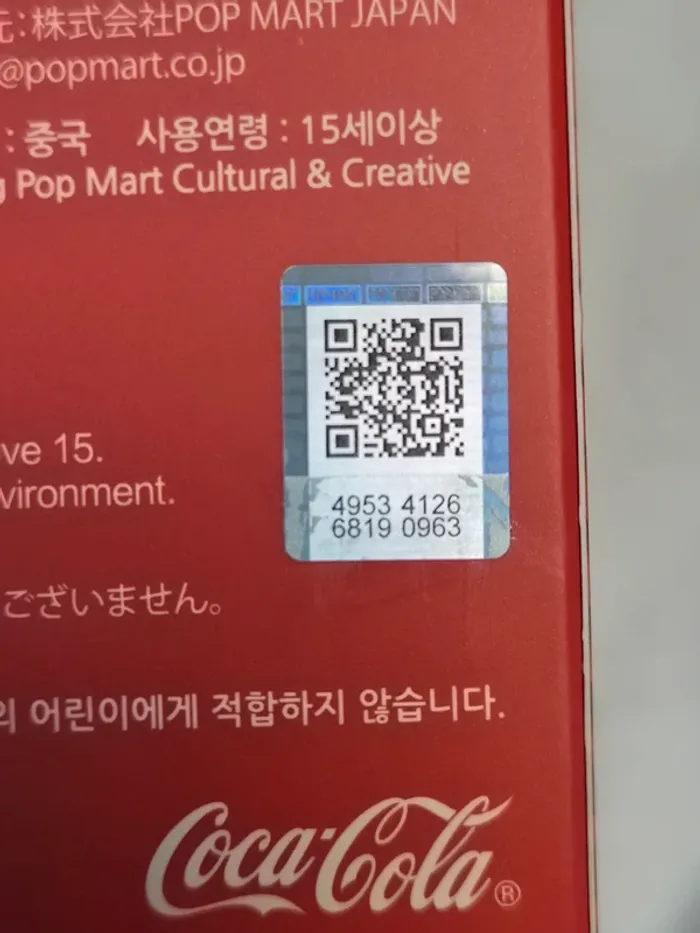 元：株式会社POP MART JAPAN
@popmart.co.jp
: 중국 사용연령 : 15세이상
g Pop Mart Cultural & Creative
4953 4126
6819 0963
ve 15.
vironment.
ございません。
의 어린이에게 적합하지 않습니다.
Coca-Cola®